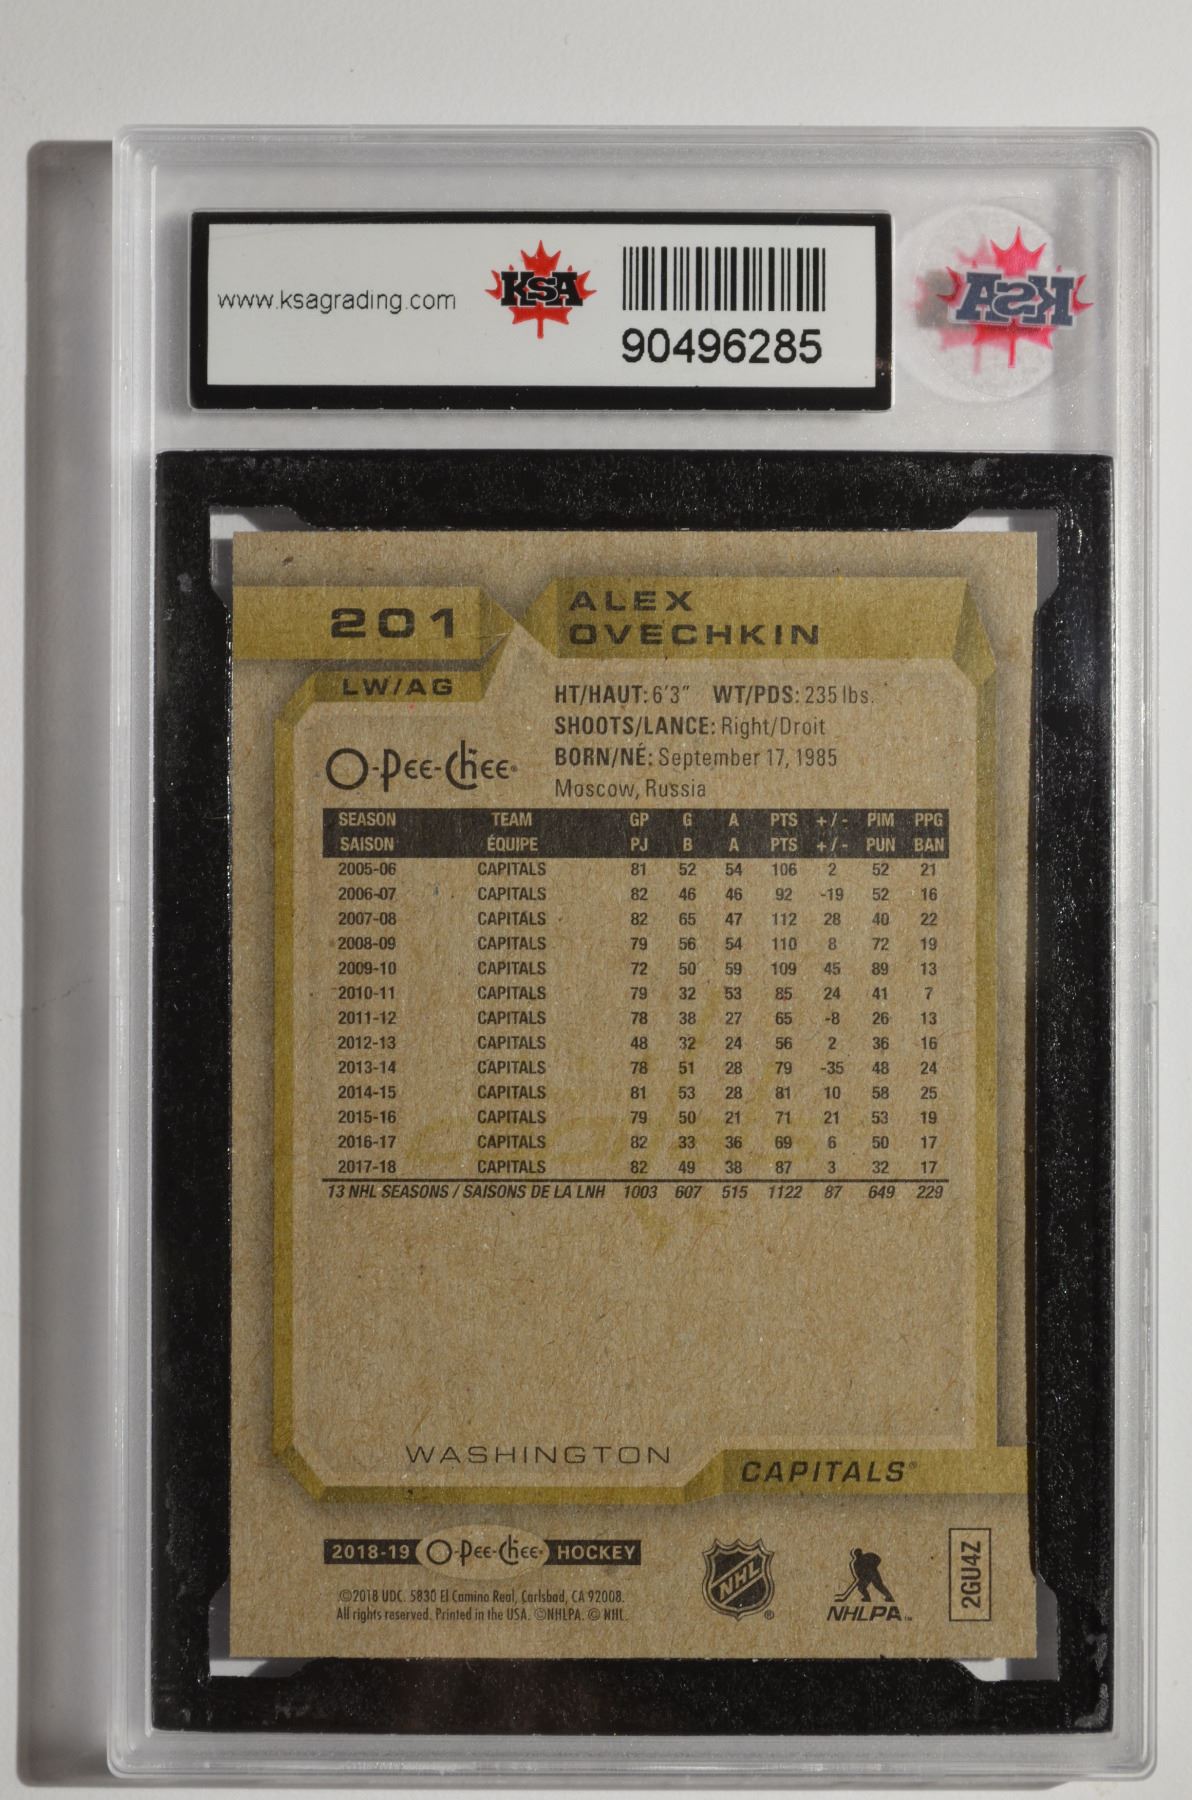 www.ksagrading.com
KSA
90496285
KSA
201
ALEX
OVECHKIN
LW/AG
HT/HAUT: 6'3" WT/PDS: 235 lbs.
SHOOTS/LANCE: Right/Droit
BORN/NÉ: September 17, 1985
Moscow, Russia
O-Pee-Chee
SEASON TEAM GP G A PTS +/- PIM PPG
SAISON ÉQUIPE PJ B A PTS +/- PUN BAN
2005-06 CAPITALS 81 52 54 106 2 52 21
2006-07 CAPITALS 82 46 46 92 -19 52 16
2007-08 CAPITALS 82 65 47 112 28 40 22
2008-09 CAPITALS 79 56 54 110 8 72 19
2009-10 CAPITALS 72 50 59 109 45 89 13
2010-11 CAPITALS 79 32 53 85 24 41 7
2011-12 CAPITALS 78 38 27 65 -8 26 13
2012-13 CAPITALS 48 32 24 56 2 36 16
2013-14 CAPITALS 78 51 28 79 -35 48 24
2014-15 CAPITALS 81 53 28 81 10 58 25
2015-16 CAPITALS 79 50 21 71 21 53 19
2016-17 CAPITALS 82 33 36 69 6 50 17
2017-18 CAPITALS 82 49 38 87 3 32 17
13 NHL SEASONS / SAISONS DE LA LNH 1003 607 515 1122 87 649 229
WASHINGTON
CAPITALS®
2018-19 O-Pee-Chee HOCKEY
©2018 UDC. 5830 El Camino Real, Carlsbad, CA 92008.
All rights reserved. Printed in the USA. ©NHLPA. © NHL.
NHL®
NHLPA™
2GU4Z